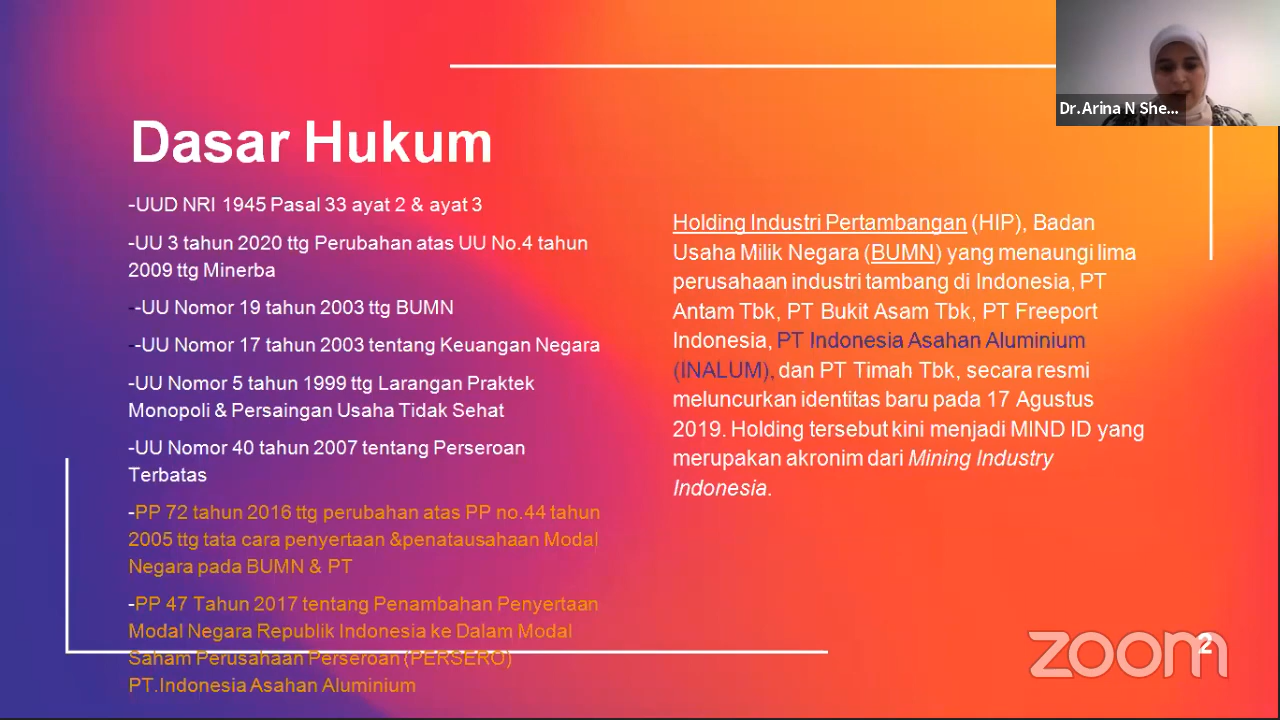 Dr.Arina N She...
Dasar Hukum
-UUD NRI 1945 Pasal 33 ayat 2 & ayat 3
-UU 3 tahun 2020 ttg Perubahan atas UU No.4 tahun
2009 ttg Minerba
--UU Nomor 19 tahun 2003 ttg BUMN
--UU Nomor 17 tahun 2003 tentang Keuangan Negara
-UU Nomor 5 tahun 1999 ttg Larangan Praktek
Monopoli & Persaingan Usaha Tidak Sehat
-UU Nomor 40 tahun 2007 tentang Perseroan
Terbatas
-PP 72 tahun 2016 ttg perubahan atas PP no.44 tahun
2005 ttg tata cara penyertaan &penatausahaan Modal
Negara pada BUMN & PT
-PP 47 Tahun 2017 tentang Penambahan Penyertaan
Modal Negara Republik Indonesia ke Dalam Modal
Saham Perusahaan Perseroan (PERSERO)
PT.Indonesia Asahan Aluminium
Holding Industri Pertambangan (HIP), Badan
Usaha Milik Negara (BUMN) yang menaungi lima
perusahaan industri tambang di Indonesia, PT
Antam Tbk, PT Bukit Asam Tbk, PT Freeport
Indonesia, PT Indonesia Asahan Aluminium
(INALUM), dan PT Timah Tbk, secara resmi
meluncurkan identitas baru pada 17 Agustus
2019. Holding tersebut kini menjadi MIND ID yang
merupakan akronim dari Mining Industry
Indonesia.
2
zoom